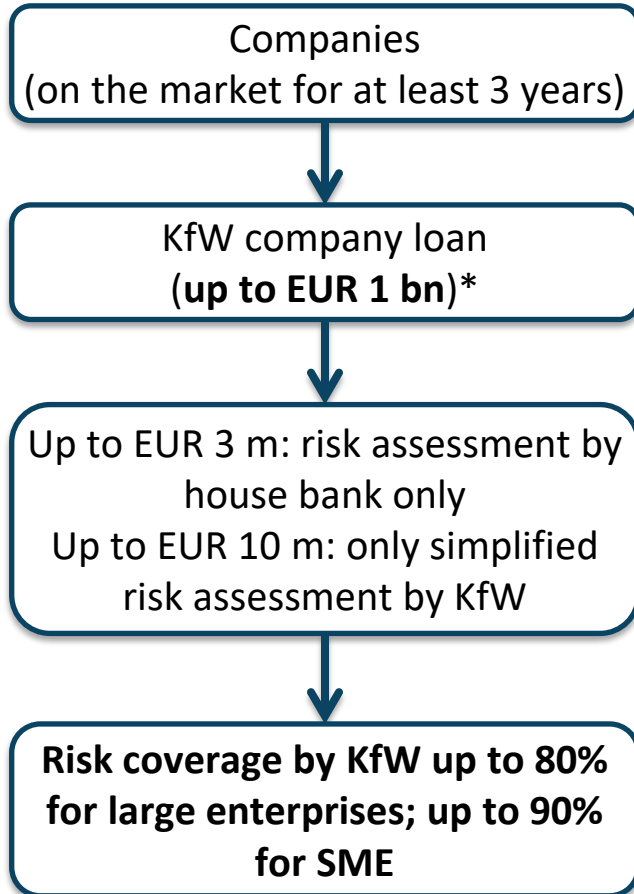 Companies
(on the market for at least 3 years)
KfW company loan
(up to EUR 1 bn)*
Up to EUR 3 m: risk assessment by
house bank only
Up to EUR 10 m: only simplified
risk assessment by KfW
Risk coverage by KfW up to 80%
for large enterprises; up to 90%
for SME